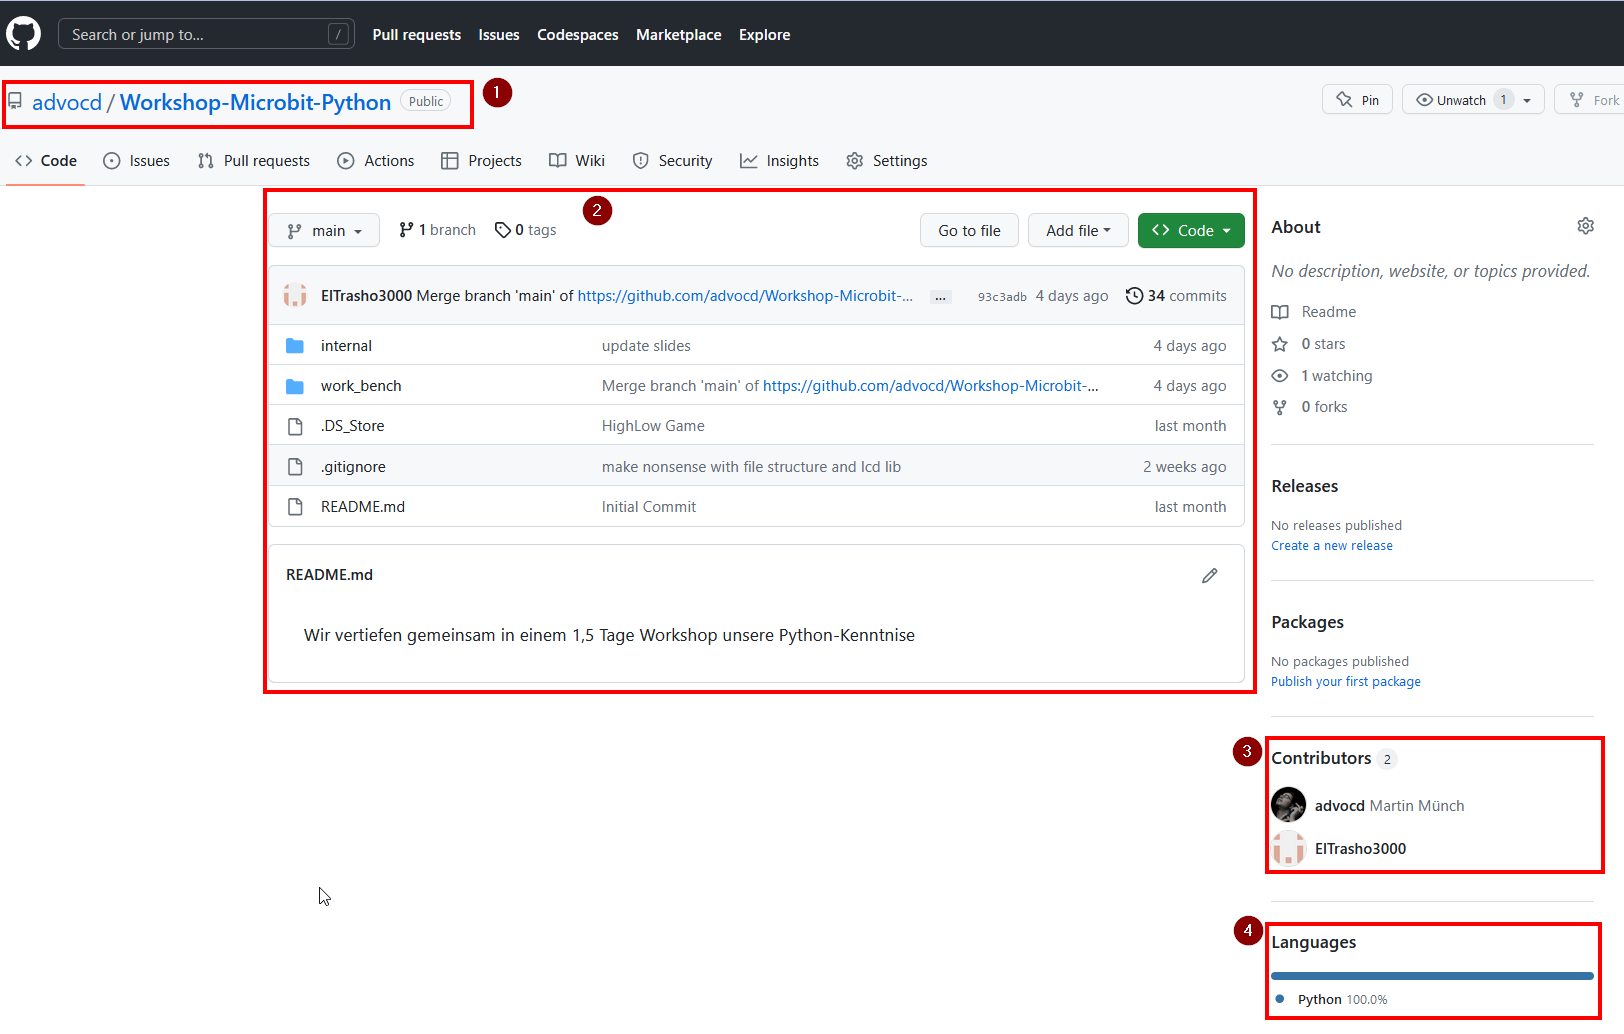 Search or jump to... / Pull requests Issues Codespaces Marketplace Explore
advocd / Workshop-Microbit-Python Public 1 Pin Unwatch 1 Fork
Code Issues Pull requests Actions Projects Wiki Security Insights Settings
2
main 1 branch 0 tags Go to file Add file Code
ElTrasho3000 Merge branch 'main' of https://github.com/advocd/Workshop-Microbit-... ... 93c3adb 4 days ago 34 commits
internal update slides 4 days ago
work_bench Merge branch 'main' of https://github.com/advocd/Workshop-Microbit-... 4 days ago
.DS_Store HighLow Game last month
.gitignore make nonsense with file structure and lcd lib 2 weeks ago
README.md Initial Commit last month
README.md
Wir vertiefen gemeinsam in einem 1,5 Tage Workshop unsere Python-Kenntnise
About
No description, website, or topics provided.
Readme
0 stars
1 watching
0 forks
Releases
No releases published
Create a new release
Packages
No packages published
Publish your first package
3
Contributors 2
advocd Martin Münch
ElTrasho3000
4
Languages
Python 100.0%